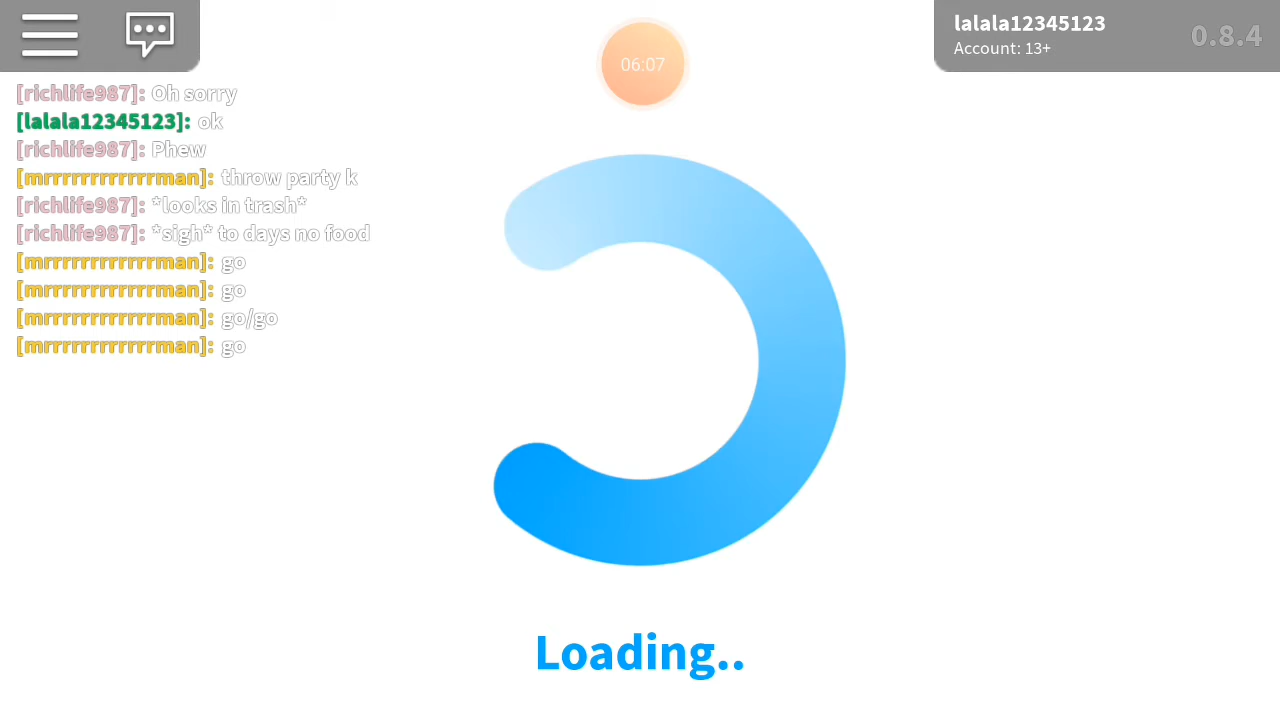 lalala12345123
Account: 13+
0.8.4
06:07
[richlife987]: Oh sorry
[lalala12345123]: ok
[richlife987]: Phew
[mrrrrrrrrrrrrrman]: throw party k
[richlife987]: *looks in trash*
[richlife987]: *sigh* to days no food
[mrrrrrrrrrrrrrman]: go
[mrrrrrrrrrrrrrman]: go
[mrrrrrrrrrrrrrman]: go/go
[mrrrrrrrrrrrrrman]: go
Loading..